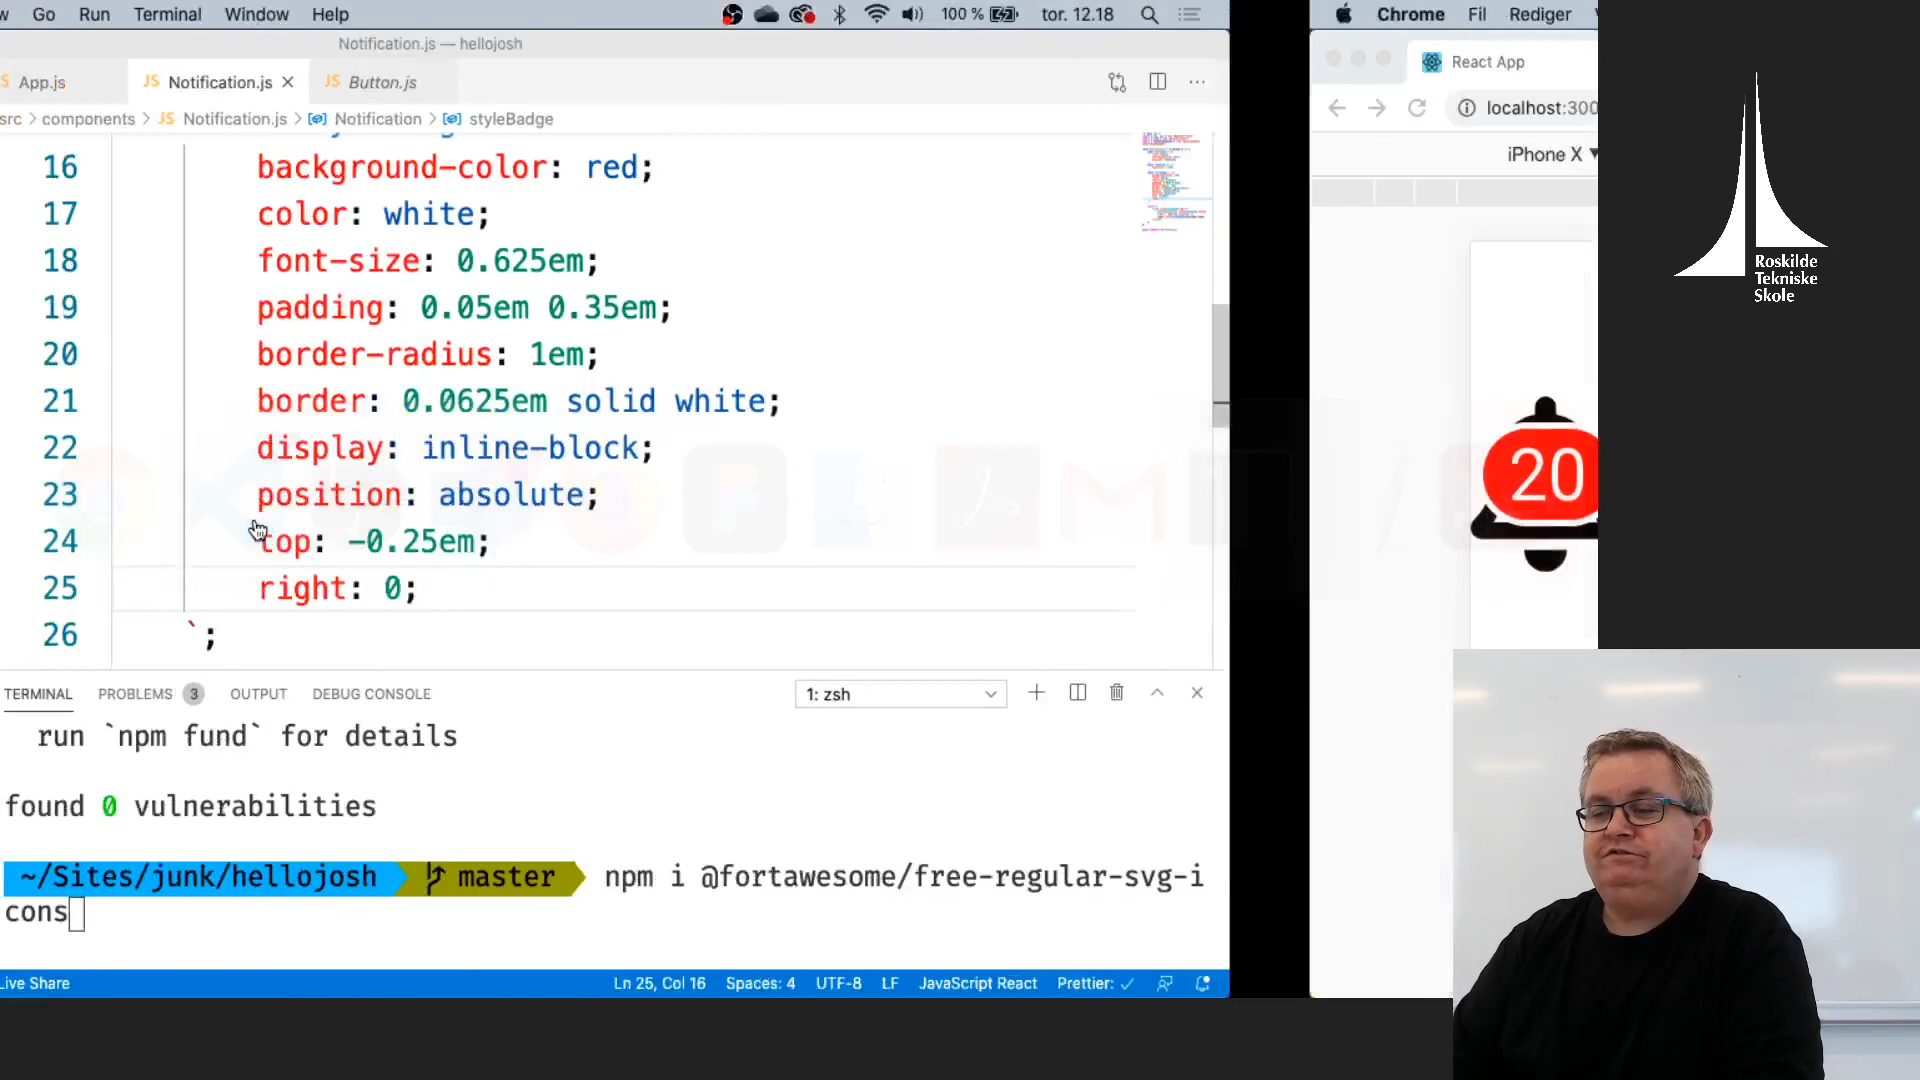 Go Run Terminal Window Help
100 % tor. 12.18
Chrome Fil Rediger
Notification.js — hellojosh
JS App.js JS Notification.js JS Button.js
React App
src > components > JS Notification.js > Notification > styleBadge
localhost:300
iPhone X
16 background-color: red;
17 color: white;
18 font-size: 0.625em;
19 padding: 0.05em 0.35em;
20 border-radius: 1em;
21 border: 0.0625em solid white;
22 display: inline-block;
23 position: absolute;
24 top: -0.25em;
25 right: 0;
26 `;
20
Roskilde
Tekniske
Skole
TERMINAL PROBLEMS 3 OUTPUT DEBUG CONSOLE 1: zsh
run `npm fund` for details
found 0 vulnerabilities
~/Sites/junk/hellojosh master npm i @fortawesome/free-regular-svg-i
cons
Live Share Ln 25, Col 16 Spaces: 4 UTF-8 LF JavaScript React Prettier: ✓